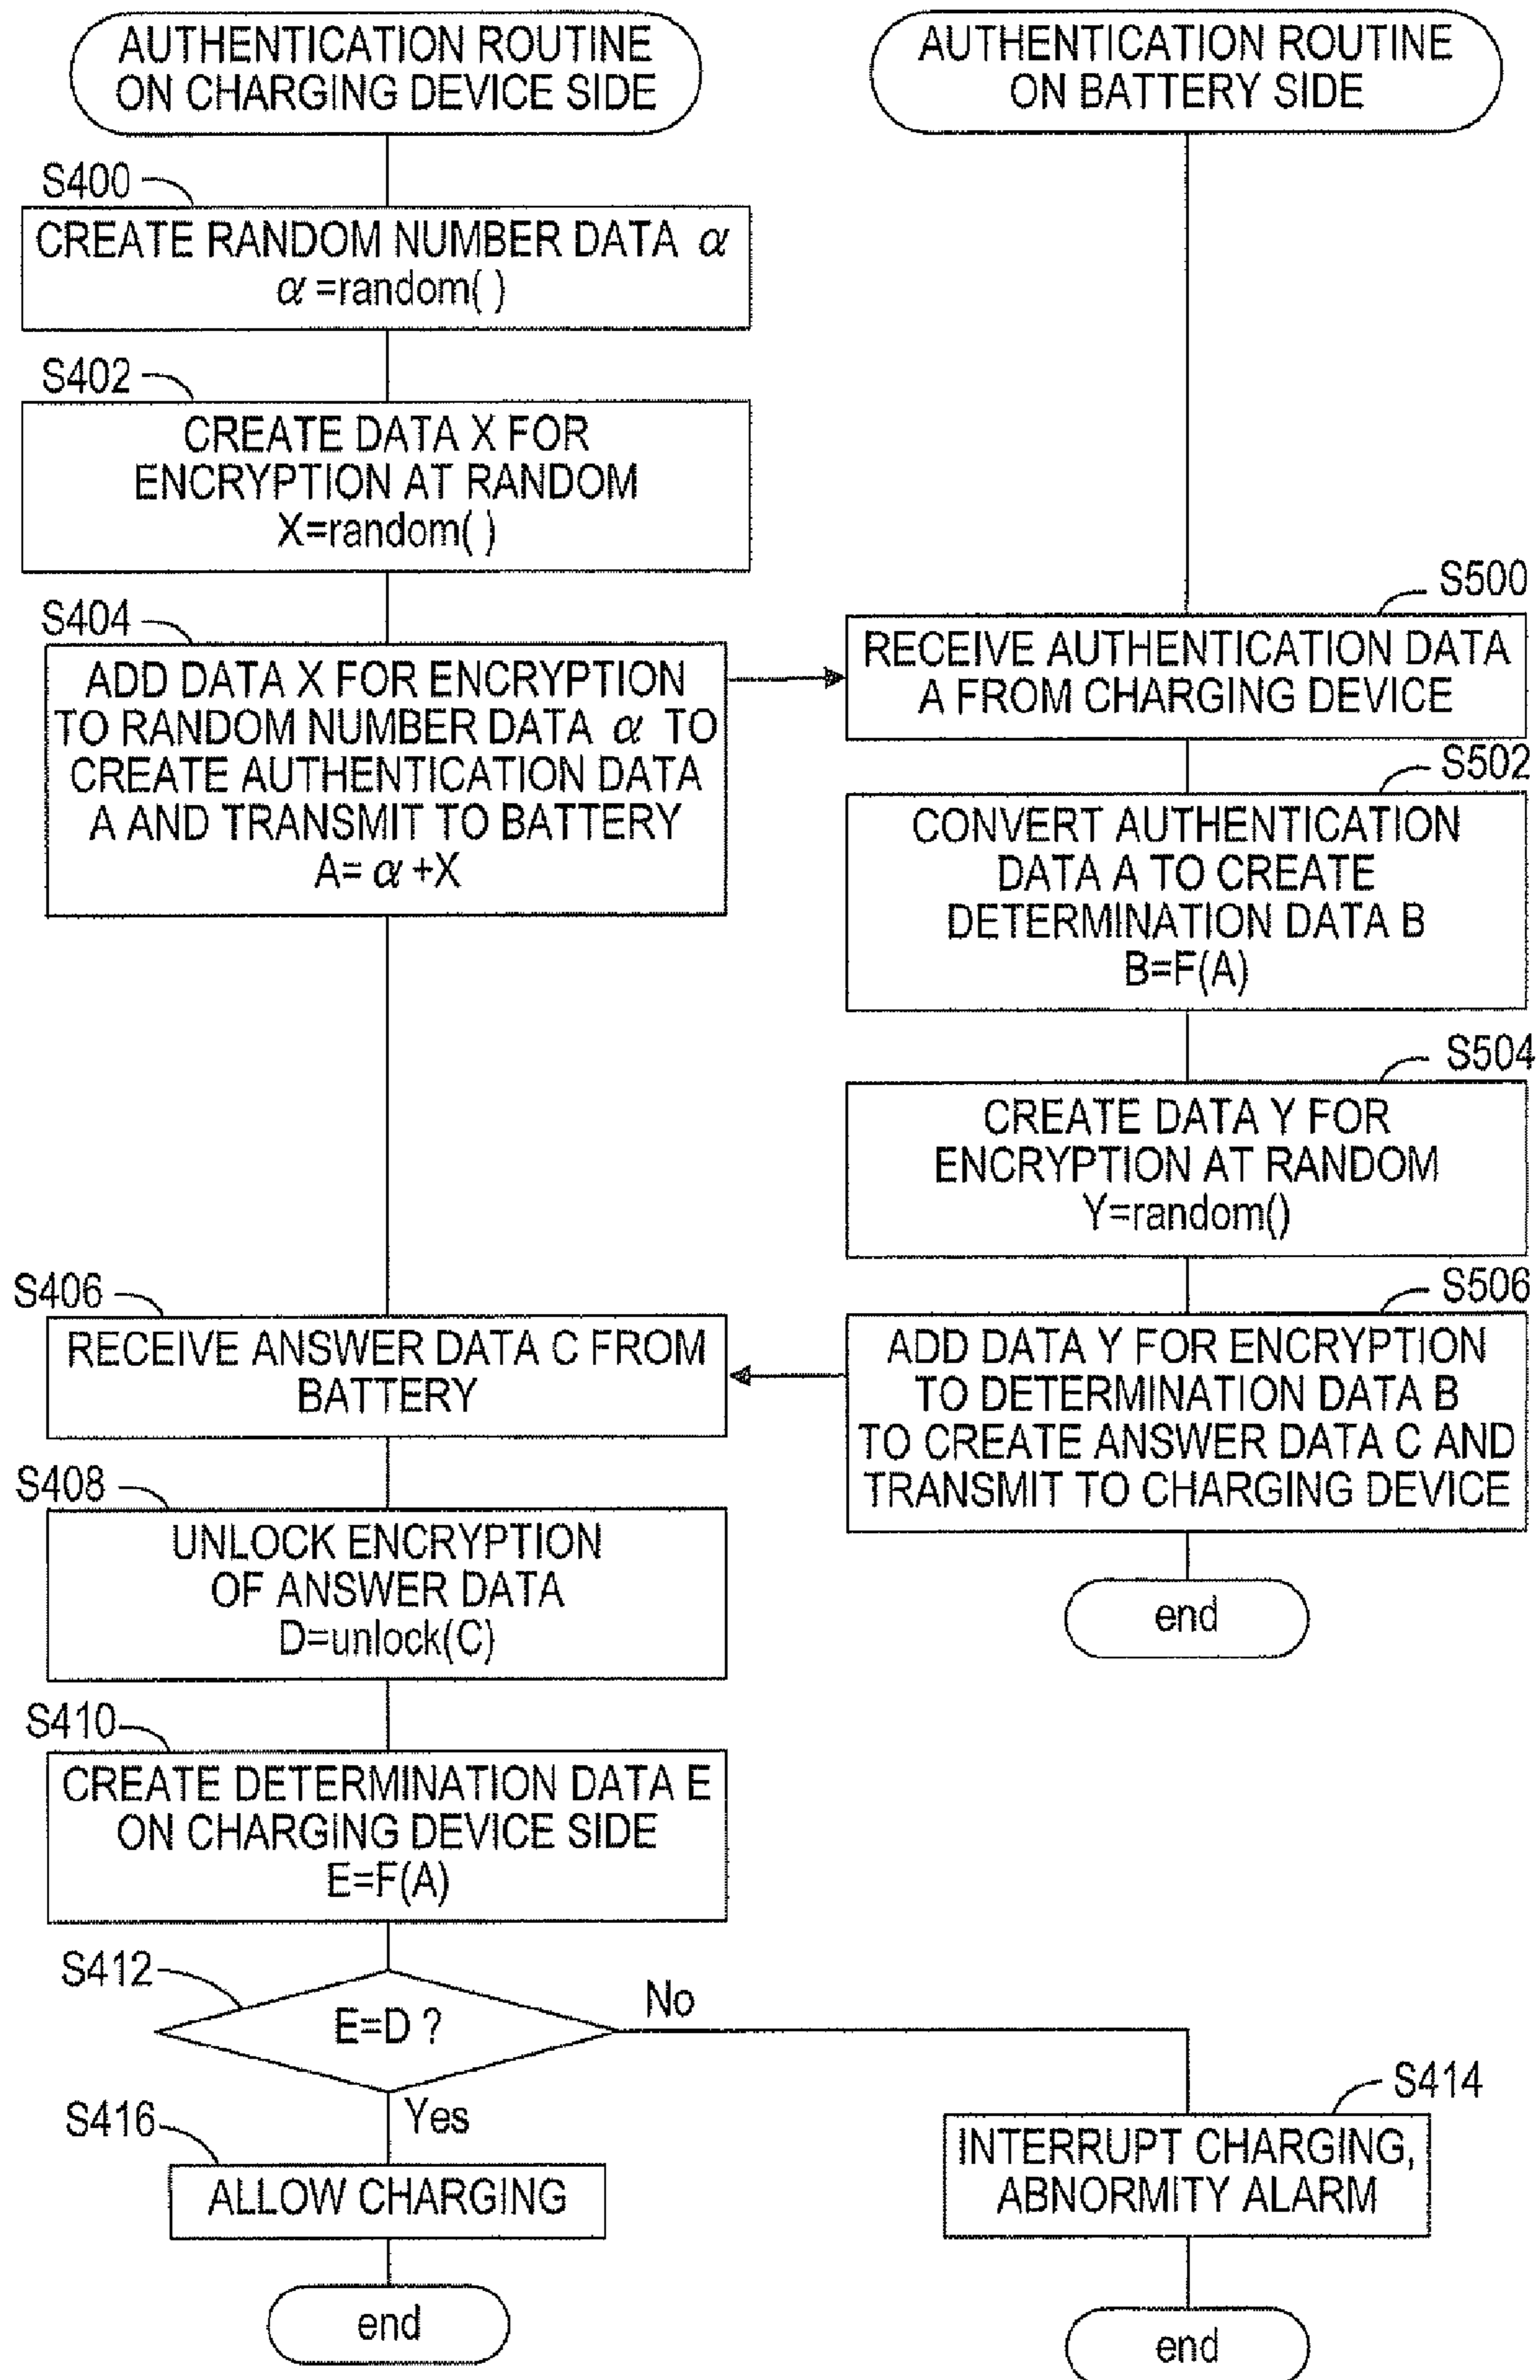 AUTHENTICATION ROUTINE
ON CHARGING DEVICE SIDE
AUTHENTICATION ROUTINE
ON BATTERY SIDE
S400
CREATE RANDOM NUMBER DATA α
α=random( )
S402
CREATE DATA X FOR
ENCRYPTION AT RANDOM
X=random( )
S404
ADD DATA X FOR ENCRYPTION
TO RANDOM NUMBER DATA α TO
CREATE AUTHENTICATION DATA
A AND TRANSMIT TO BATTERY
A=α+X
S500
RECEIVE AUTHENTICATION DATA
A FROM CHARGING DEVICE
S502
CONVERT AUTHENTICATION
DATA A TO CREATE
DETERMINATION DATA B
B=F(A)
S504
CREATE DATA Y FOR
ENCRYPTION AT RANDOM
Y=random()
S506
ADD DATA Y FOR ENCRYPTION
TO DETERMINATION DATA B
TO CREATE ANSWER DATA C AND
TRANSMIT TO CHARGING DEVICE
end
S406
RECEIVE ANSWER DATA C FROM
BATTERY
S408
UNLOCK ENCRYPTION
OF ANSWER DATA
D=unlock(C)
S410
CREATE DETERMINATION DATA E
ON CHARGING DEVICE SIDE
E=F(A)
S412
E=D ?
No
Yes
S414
INTERRUPT CHARGING,
ABNORMITY ALARM
end
S416
ALLOW CHARGING
end